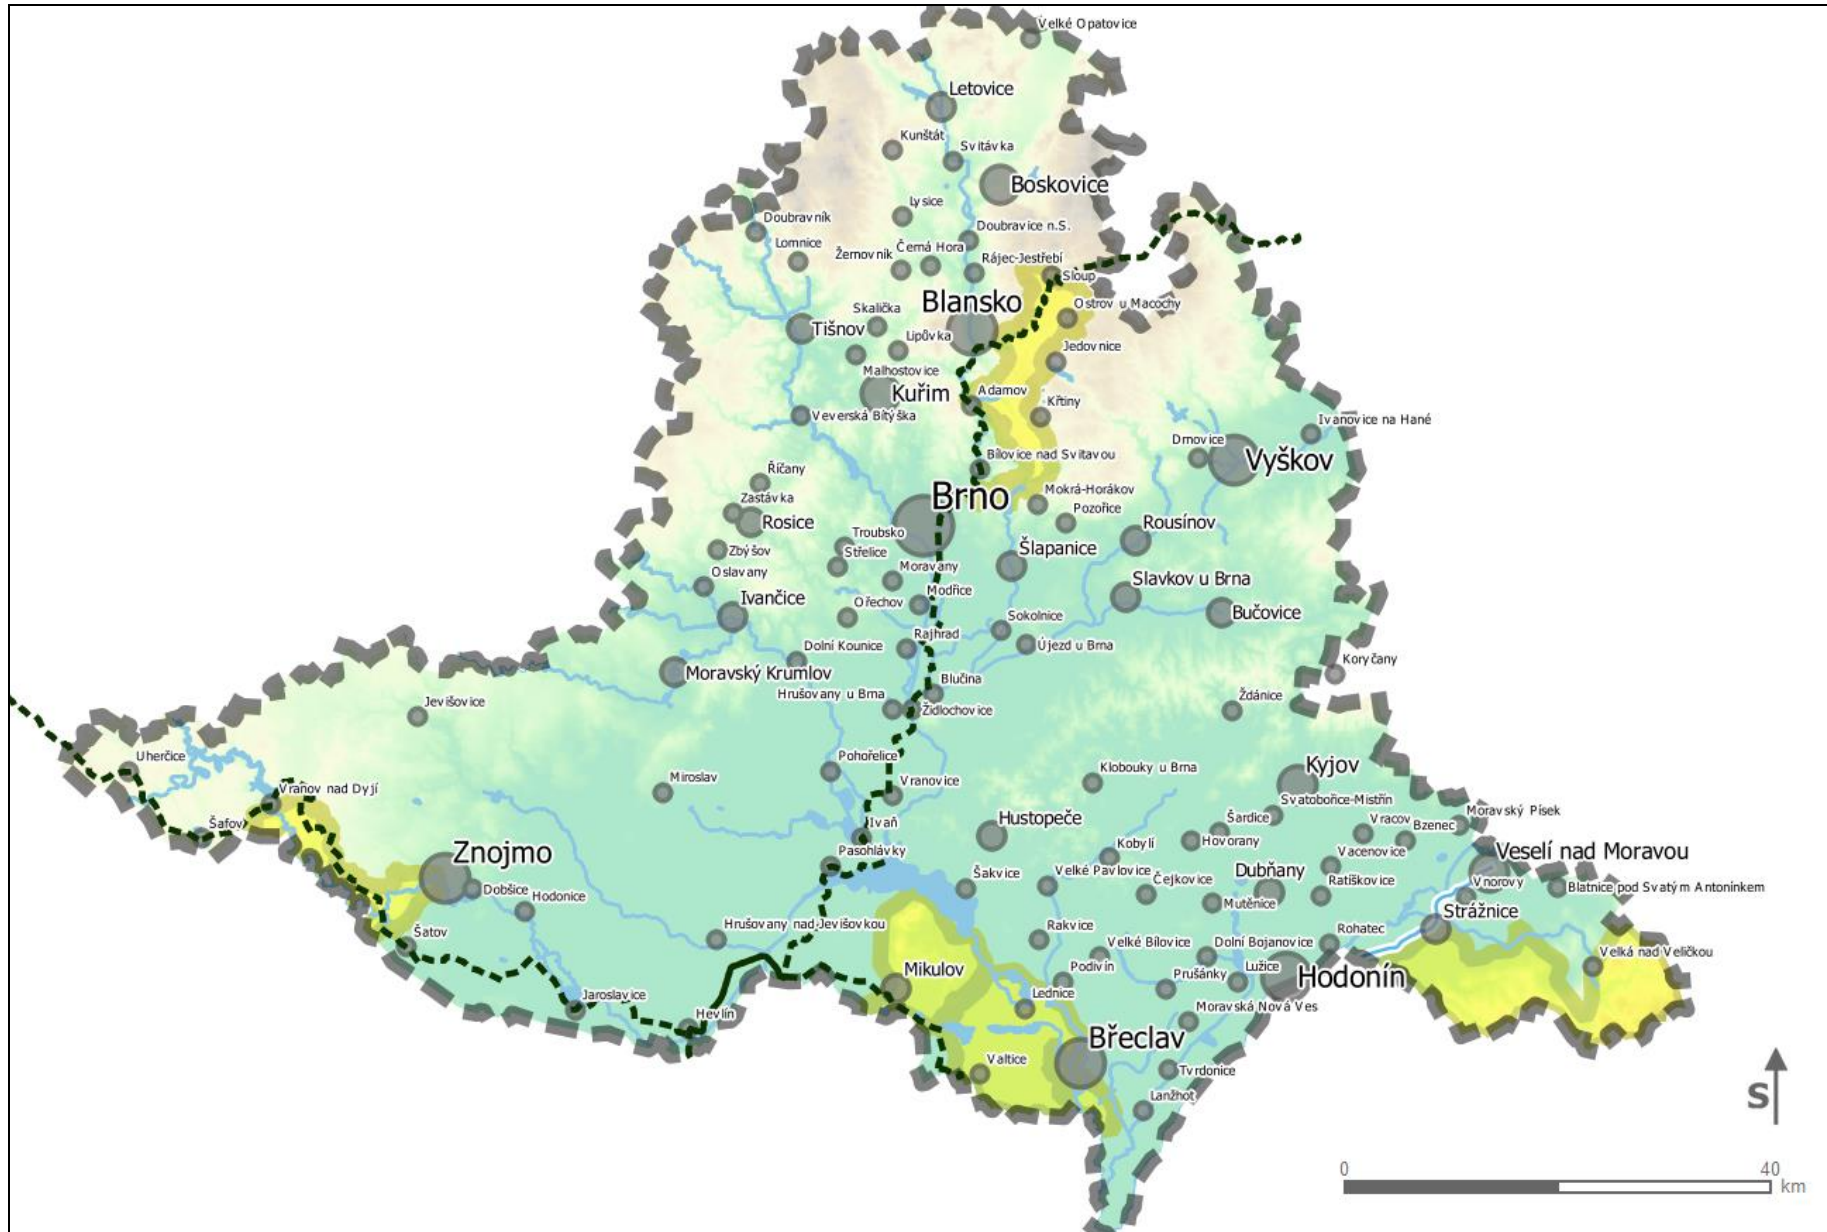 Velké Opatovice
Letovice
Kunštát
Svitávka
Boskovice
Lysice
Doubravník
Doubravice n.S.
Lomnice
Černá Hora
Žernovník
Rájec-Jestřebí
Sloup
Blansko
Ostrov u Macochy
Skalička
Tišnov
Lipůvka
Jedovnice
Malhostovice
Kuřim
Adamov
Křtiny
Veverská Bítýška
Ivanovice na Hané
Drnovice
Vyškov
Bílovice nad Svitavou
Říčany
Brno
Mokrá-Horákov
Zastávka
Pozořice
Rosice
Rousínov
Troubsko
Zbýšov
Střelice
Šlapanice
Moravany
Oslavany
Slavkov u Brna
Modřice
Ivančice
Ořechov
Bučovice
Sokolnice
Rajhrad
Dolní Kounice
Újezd u Brna
Koryčany
Moravský Krumlov
Blučina
Hrušovany u Brna
Ždánice
Jevišovice
Židlochovice
Uherčice
Pohořelice
Klobouky u Brna
Kyjov
Miroslav
Vranovice
Vranov nad Dyjí
Svatobořice-Mistřín
Moravský Písek
Šafov
Ivaň
Hustopeče
Šardice
Vracov
Bzenec
Hovorany
Znojmo
Pasohlávky
Kobylí
Vacenovice
Veselí nad Moravou
Šakvice
Velké Pavlovice
Čejkovice
Dubňany
Ratíškovice
Vnorovy
Blatnice pod Svatým Antonínkem
Dobšice
Hodonice
Mutěnice
Strážnice
Šatov
Hrušovany nad Jevišovkou
Rakvice
Velké Bílovice
Dolní Bojanovice
Rohatec
Velká nad Veličkou
Mikulov
Podivín
Prušánky
Lužice
Hodonín
Jaroslavice
Lednice
Moravská Nová Ves
Hevlín
Břeclav
Valtice
Tvrdonice
Lanžhot
S
0
40
km